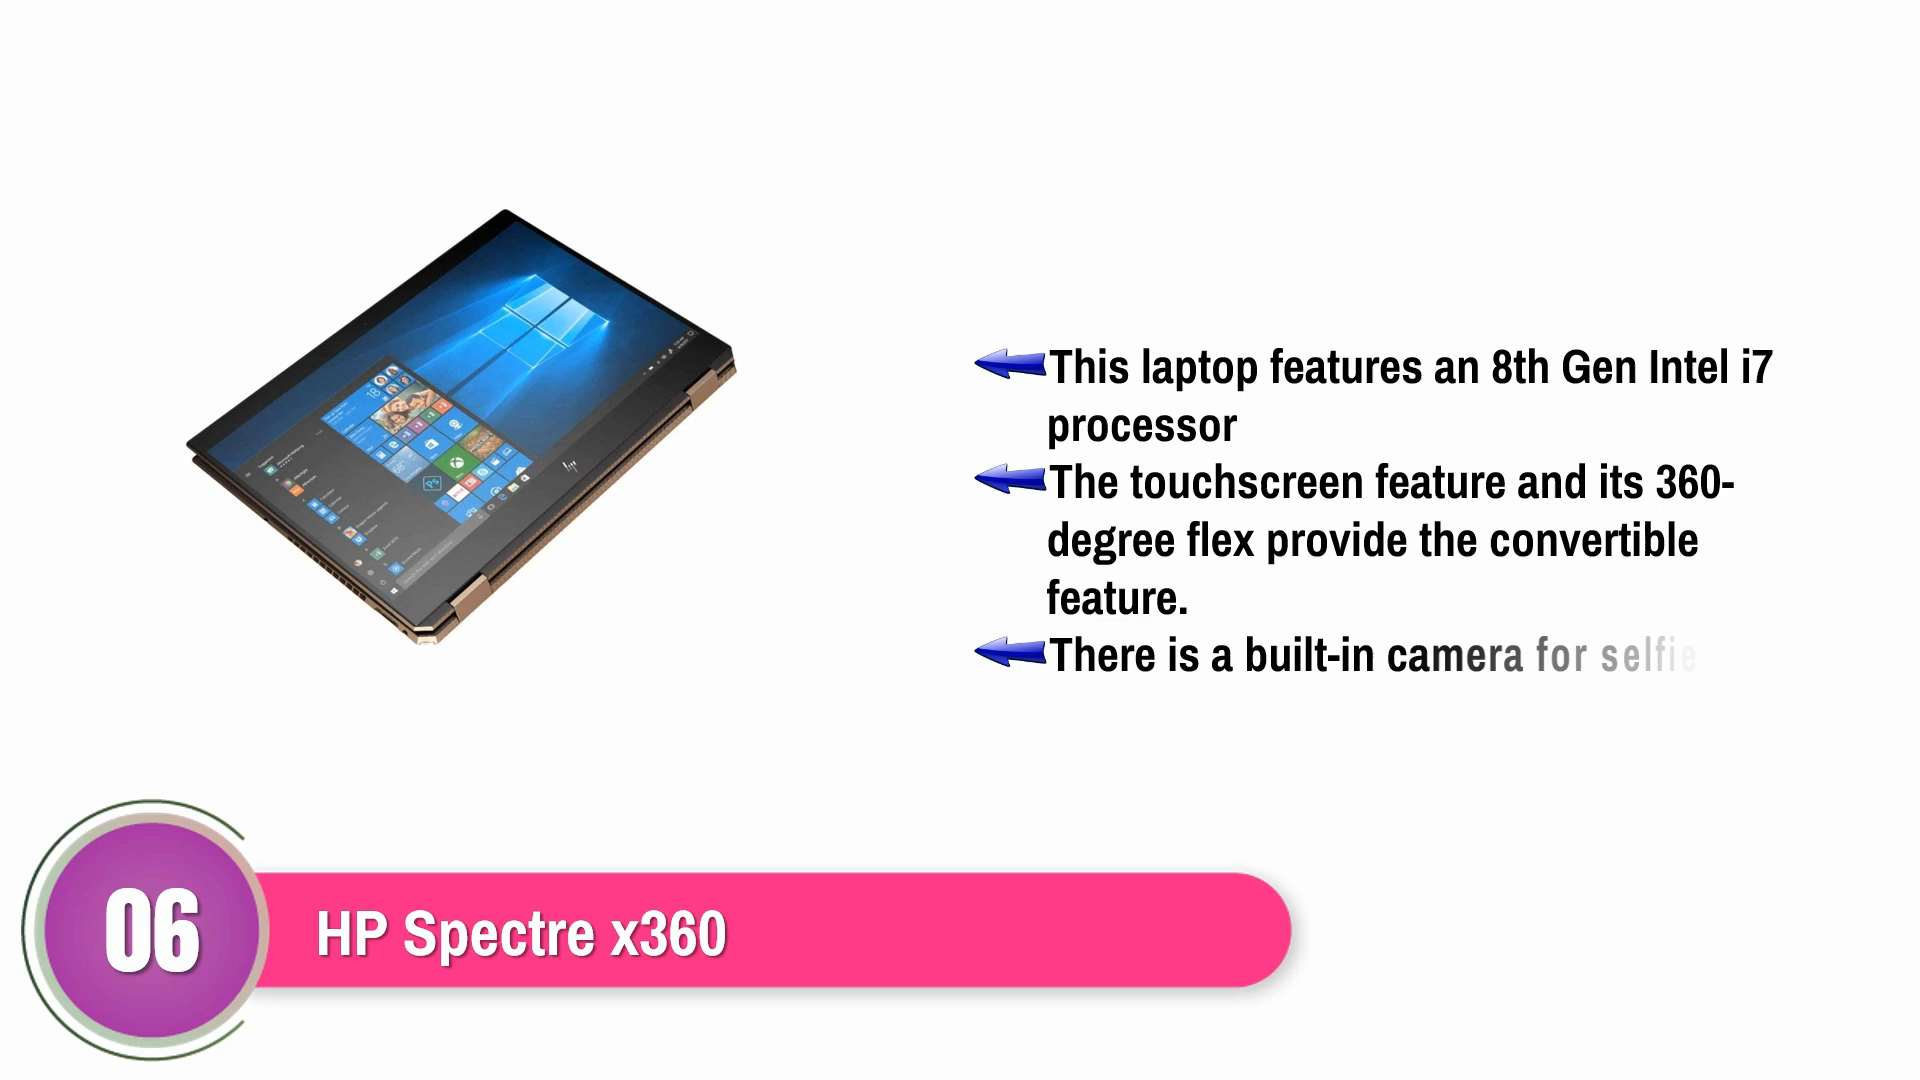 This laptop features an 8th Gen Intel i7
processor
The touchscreen feature and its 360-
degree flex provide the convertible
feature.
There is a built-in camera for selfie
06
HP Spectre x360